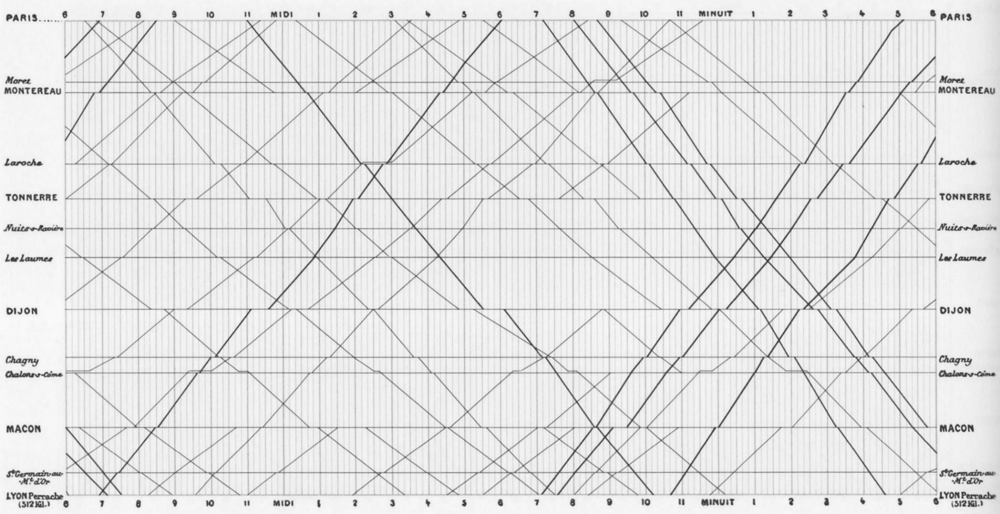 6 7 8 9 10 11 MIDI 1 2 3 4 5 6 7 8 9 10 11 MINUIT 1 2 3 4 5 6
PARIS...... PARIS
Moret Moret
MONTEREAU MONTEREAU
Laroche Laroche
TONNERRE TONNERRE
Nuits-s-Ravière Nuits-s-Ravière
Les Laumes Les Laumes
DIJON DIJON
Chagny Chagny
Chalons-s-Côme Chalons-s-Côme
MACON MACON
St Germain-au- St Germain-au-
-Mt d'Or -Mt d'Or
LYON Perrache LYON Perrache
6 7 8 9 10 11 MIDI 1 2 3 4 5 6 7 8 9 10 11 MINUIT 1 2 3 4 5 6
(512 Kil.) (512 Kil.)